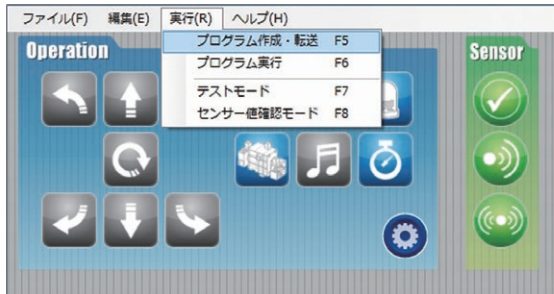 ファイル(F) 編集(E) 実行(R) ヘルプ(H)
プログラム作成・転送 F5
プログラム実行 F6
テストモード F7
センサー値確認モード F8
Operation
Sensor